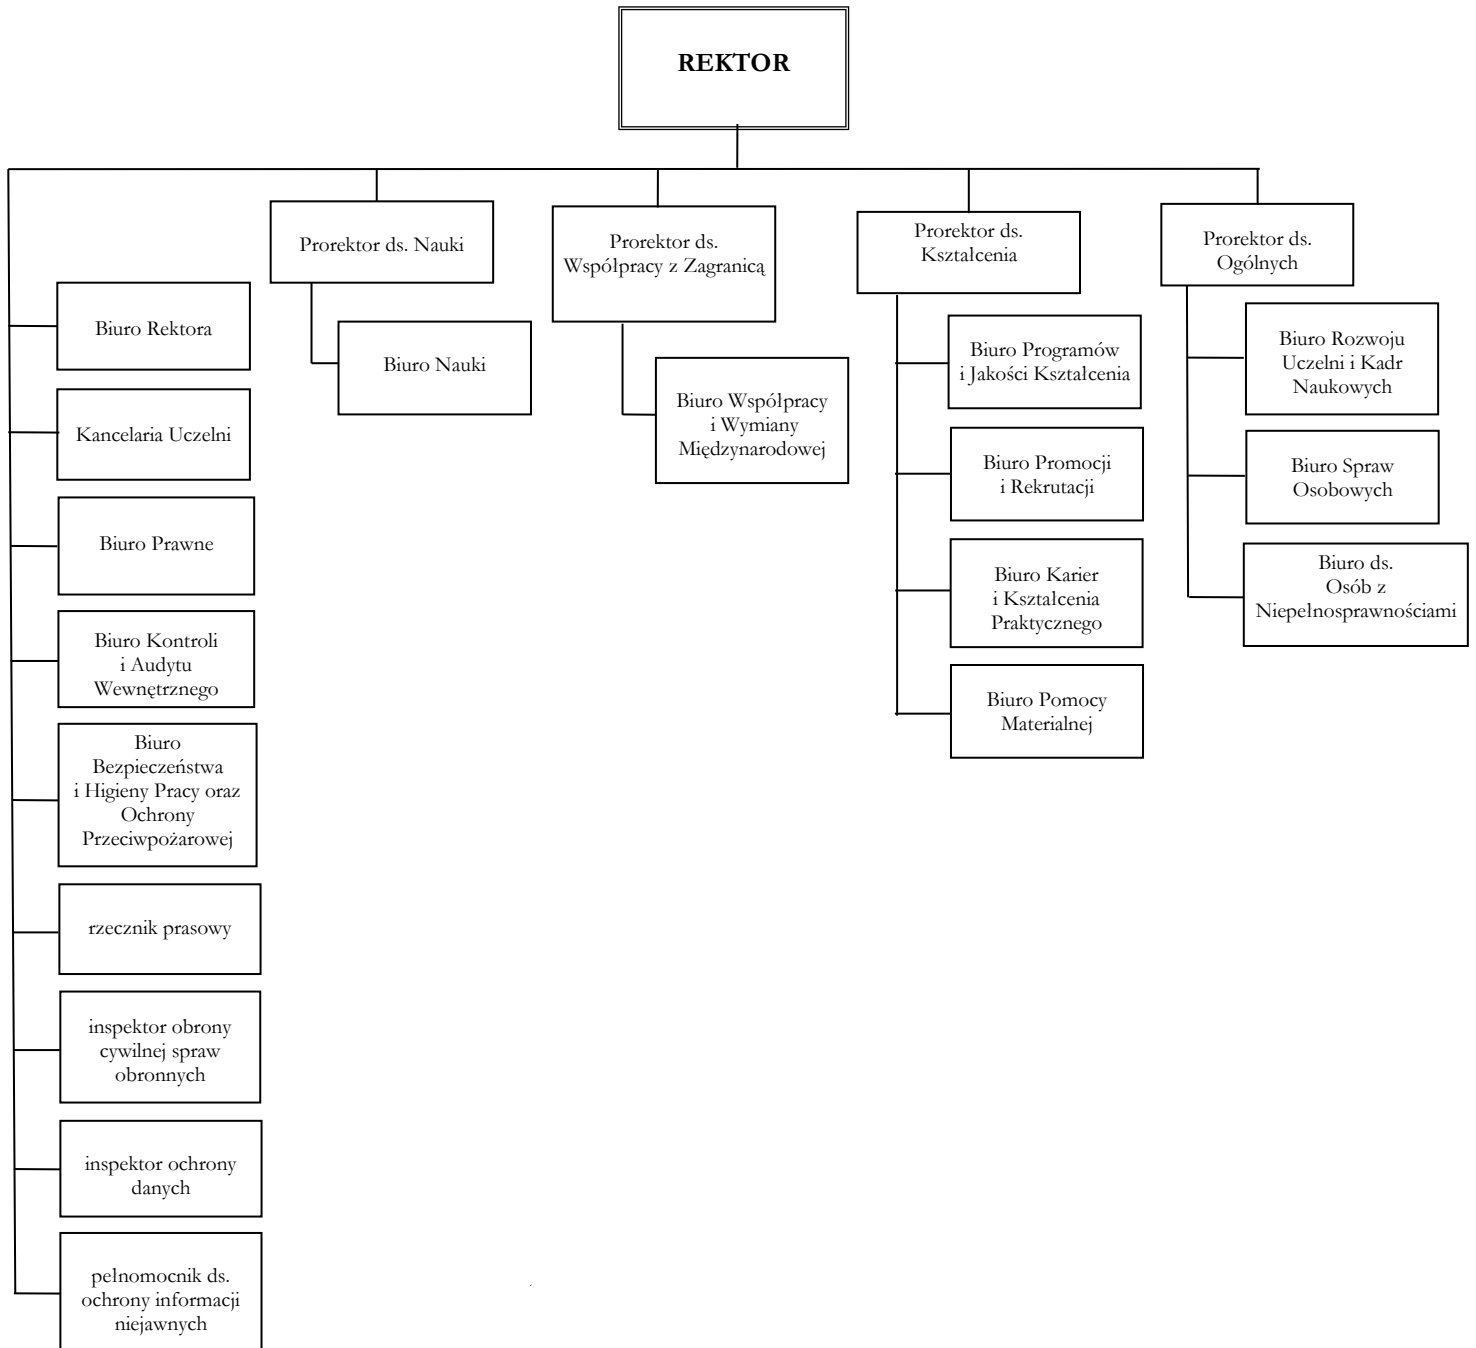 REKTOR
Prorektor ds. Nauki
Prorektor ds.
Współpracy z Zagranicą
Prorektor ds.
Kształcenia
Prorektor ds.
Ogólnych
Biuro Rektora
Kancelaria Uczelni
Biuro Prawne
Biuro Kontroli
i Audytu
Wewnętrznego
Biuro
Bezpieczeństwa
i Higieny Pracy oraz
Ochrony
Przeciwpożarowej
rzecznik prasowy
inspektor obrony
cywilnej spraw
obronnych
inspektor ochrony
danych
pełnomocnik ds.
ochrony informacji
niejawnych
Biuro Nauki
Biuro Współpracy
i Wymiany
Międzynarodowej
Biuro Programów
i Jakości Kształcenia
Biuro Promocji
i Rekrutacji
Biuro Karier
i Kształcenia
Praktycznego
Biuro Pomocy
Materialnej
Biuro Rozwoju
Uczelni i Kadr
Naukowych
Biuro Spraw
Osobowych
Biuro ds.
Osób z
Niepełnosprawnościami